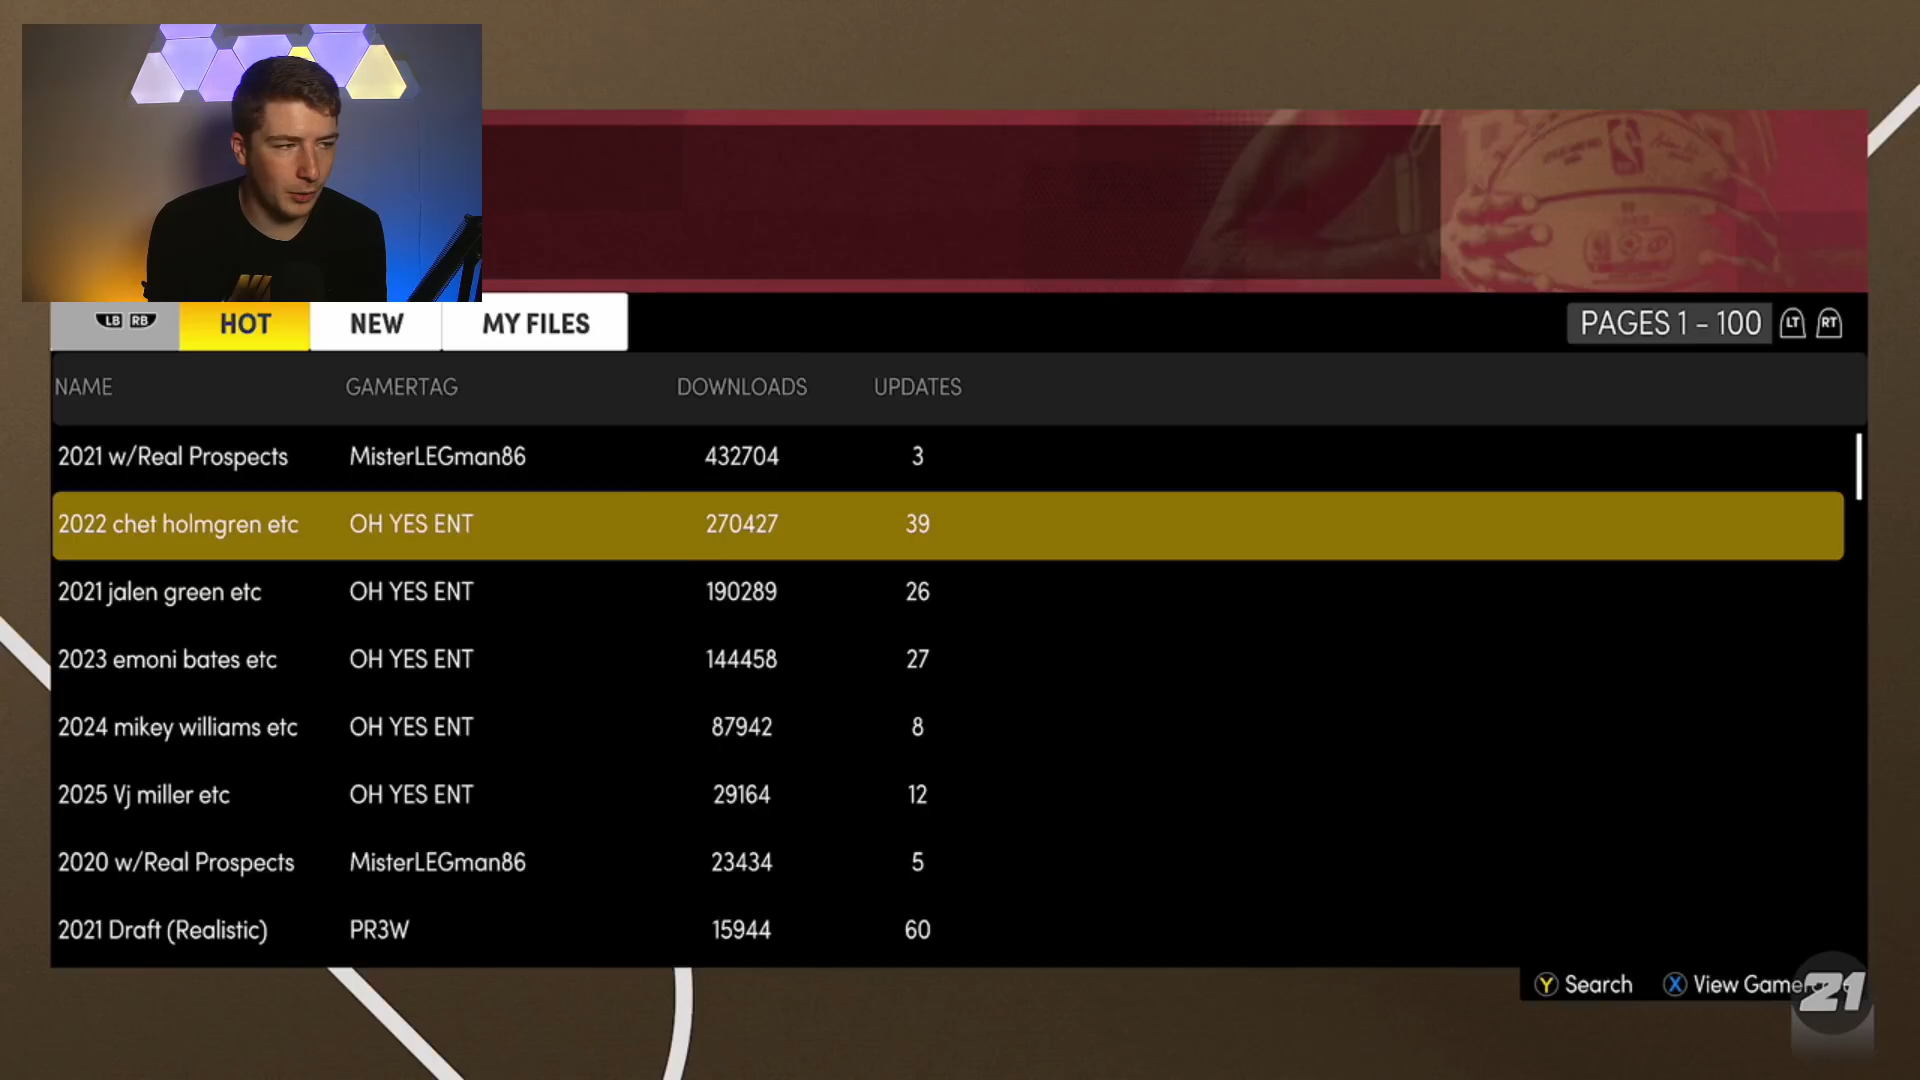 LB RB HOT NEW MY FILES PAGES 1 - 100 LT RT
NAME GAMERTAG DOWNLOADS UPDATES
2021 w/Real Prospects MisterLEGman86 432704 3
2022 chet holmgren etc OH YES ENT 270427 39
2021 jalen green etc OH YES ENT 190289 26
2023 emoni bates etc OH YES ENT 144458 27
2024 mikey williams etc OH YES ENT 87942 8
2025 Vj miller etc OH YES ENT 29164 12
2020 w/Real Prospects MisterLEGman86 23434 5
2021 Draft (Realistic) PR3W 15944 60
Y Search X View
21